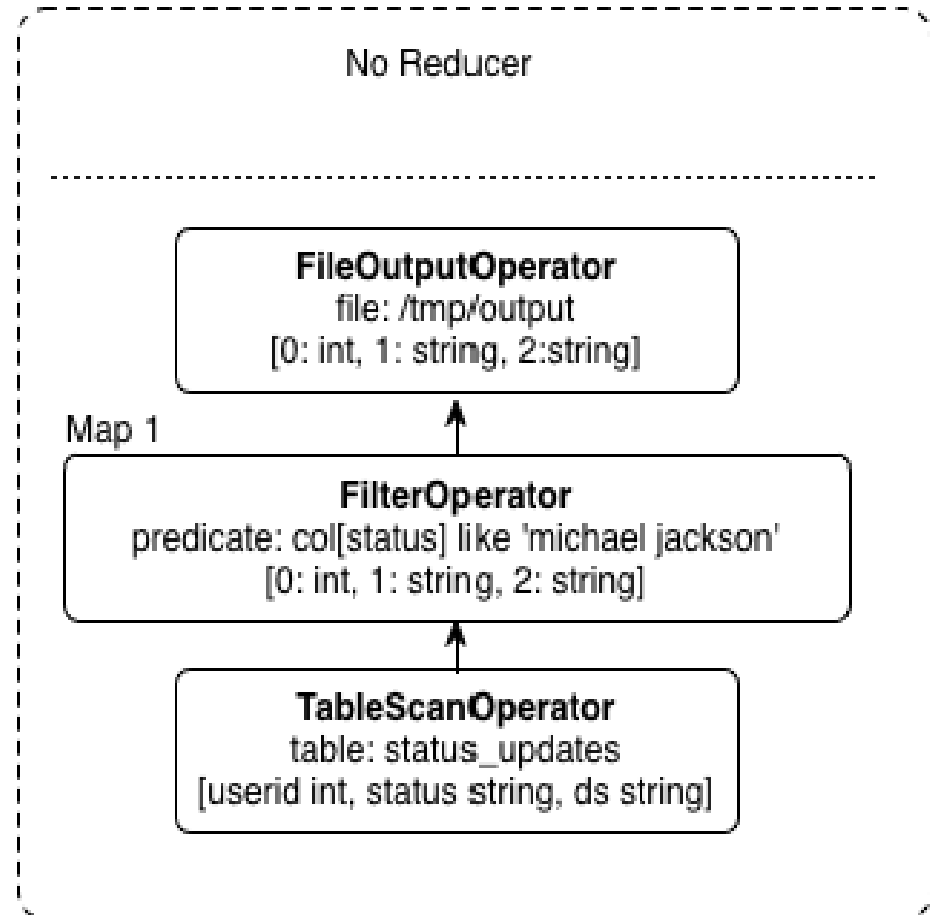 No Reducer
FileOutputOperator
file: /tmp/output
[0: int, 1: string, 2:string]
Map 1
FilterOperator
predicate: col[status] like 'michael jackson'
[0: int, 1: string, 2: string]
TableScanOperator
table: status_updates
[userid int, status string, ds string]